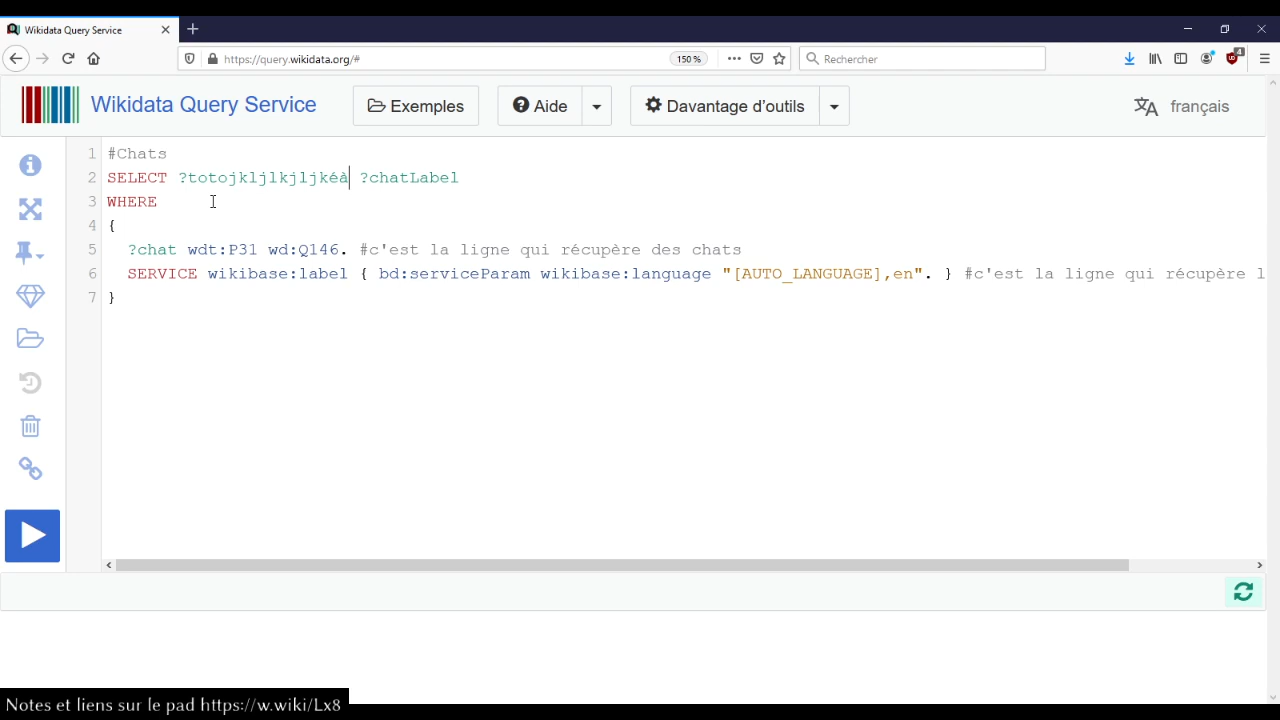 Wikidata Query Service
https://query.wikidata.org/#
150 %
Rechercher
4
Wikidata Query Service
Exemples
Aide
Davantage d'outils
français
1 #Chats
2 SELECT ?totojkljlkjljkéà ?chatLabel
3 WHERE
4 {
5 ?chat wdt:P31 wd:Q146. #c'est la ligne qui récupère des chats
6 SERVICE wikibase:label { bd:serviceParam wikibase:language "[AUTO_LANGUAGE],en". } #c'est la ligne qui récupère l
7 }
Notes et liens sur le pad https://w.wiki/Lx8